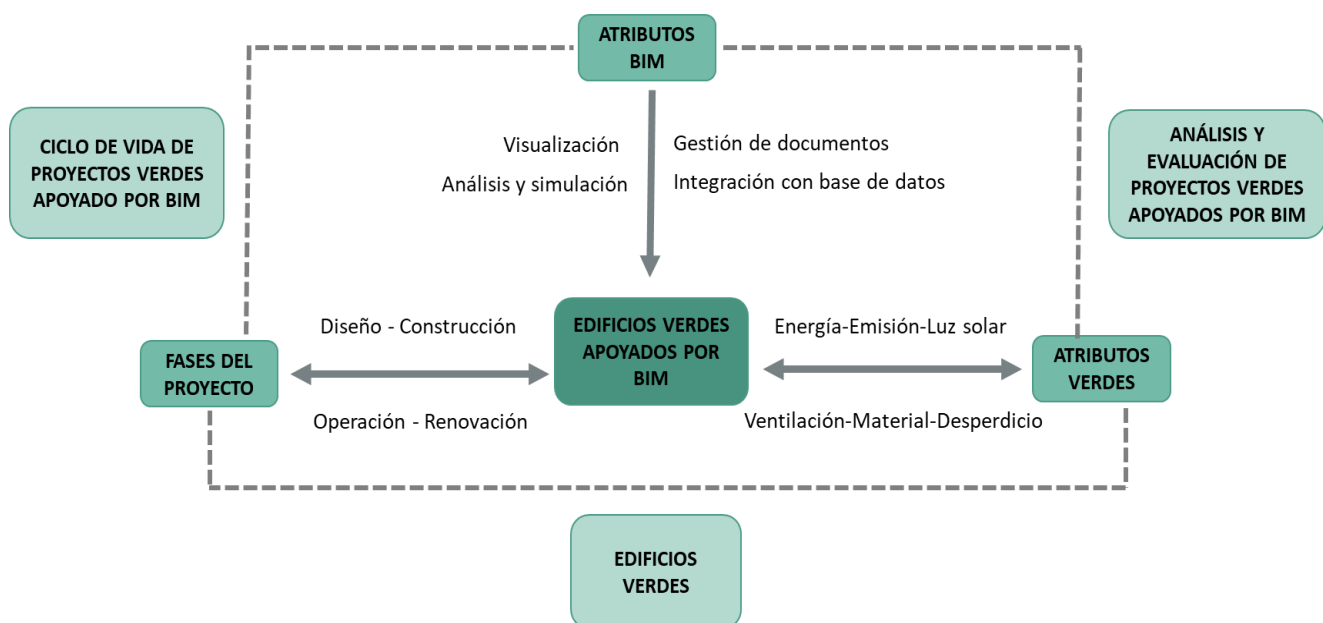 ATRIBUTOS
BIM
CICLO DE VIDA DE
PROYECTOS VERDES
APOYADO POR BIM
Visualización
Análisis y simulación
Gestión de documentos
Integración con base de datos
ANÁLISIS Y
EVALUACIÓN DE
PROYECTOS VERDES
APOYADOS POR BIM
FASES DEL
PROYECTO
Diseño - Construcción
Operación - Renovación
EDIFICIOS VERDES
APOYADOS POR
BIM
Energía-Emisión-Luz solar
Ventilación-Material-Desperdicio
ATRIBUTOS
VERDES
EDIFICIOS
VERDES